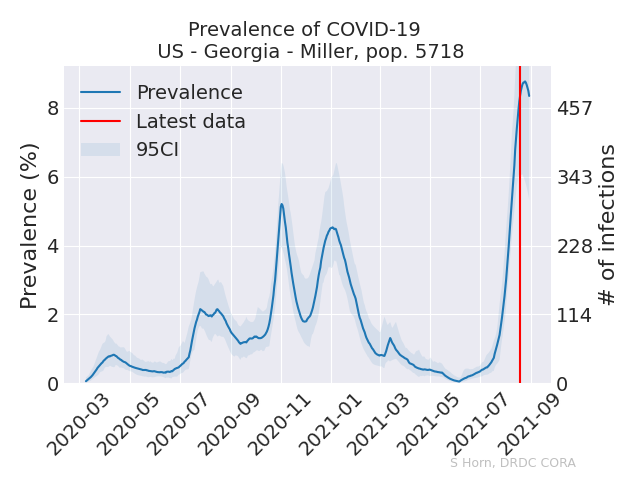 Prevalence of COVID-19
US - Georgia - Miller, pop. 5718
Prevalence
Latest data
95CI
Prevalence (%)
8
6
4
2
0
457
343
228
114
0
# of infections
2020-03
2020-05
2020-07
2020-09
2020-11
2021-01
2021-03
2021-05
2021-07
2021-09
S Horn, DRDC CORA